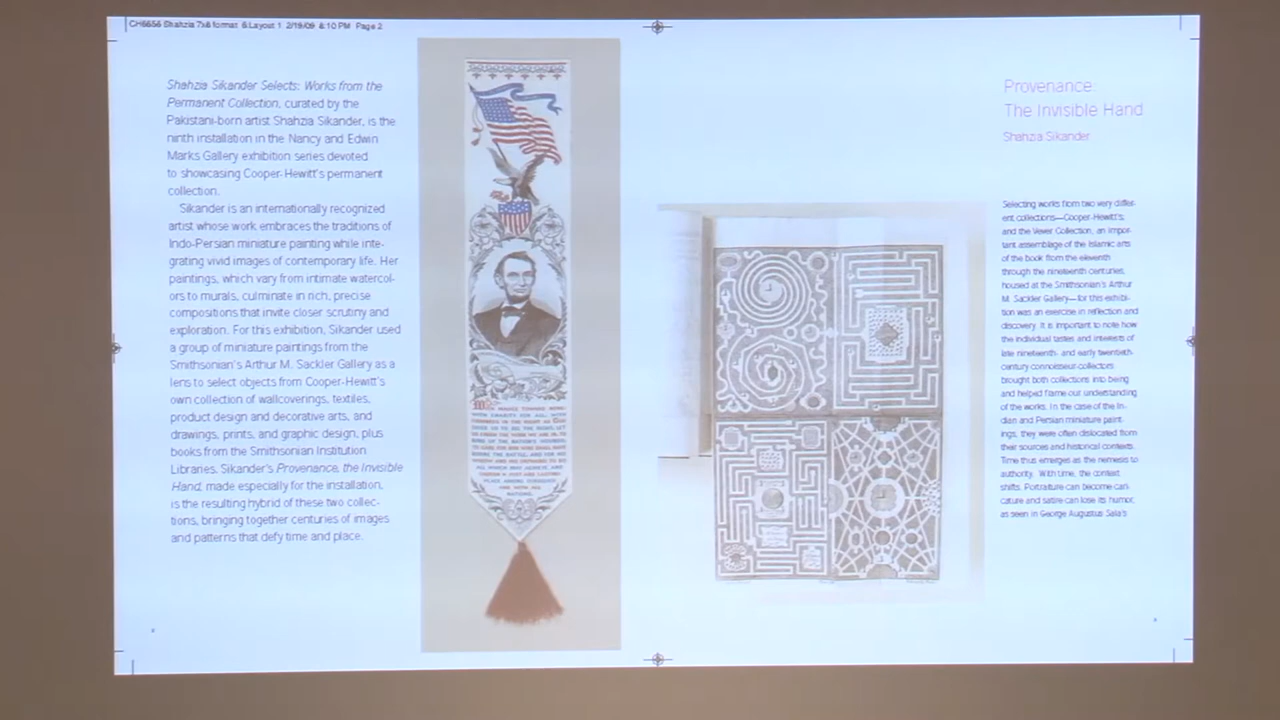 CH6656 Shahzia 7x8 format 8:Layout 1 2/19/09 4:10 PM Page 2
Shahzia Sikander Selects: Works from the
Permanent Collection, curated by the
Pakistani-born artist Shahzia Sikander, is the
ninth installation in the Nancy and Edwin
Marks Gallery exhibition series devoted
to showcasing Cooper-Hewitt's permanent
collection.
Sikander is an internationally recognized
artist whose work embraces the traditions of
Indo-Persian miniature painting while inte-
grating vivid images of contemporary life. Her
paintings, which vary from intimate watercol-
ors to murals, culminate in rich, precise
compositions that invite closer scrutiny and
exploration. For this exhibition, Sikander used
a group of miniature paintings from the
Smithsonian's Arthur M. Sackler Gallery as a
lens to select objects from Cooper-Hewitt's
own collection of wallcoverings, textiles,
product design and decorative arts, and
drawings, prints, and graphic design, plus
books from the Smithsonian Institution
Libraries. Sikander's Provenance, the Invisible
Hand, made especially for the installation,
is the resulting hybrid of these two collec-
tions, bringing together centuries of images
and patterns that defy time and place.
WITH MALICE TOWARD NONE,
WITH CHARITY FOR ALL, WITH
NATIONS.
Provenance:
The Invisible Hand
Shahzia Sikander
Selecting works from two very differ-
ent collections—Cooper-Hewitt's,
and the Vever Collection, an impor-
tant assemblage of the Islamic arts
of the book from the eleventh
through the nineteenth centuries,
housed at the Smithsonian's Arthur
M. Sackler Gallery—for this exhibi-
tion was an exercise in reflection and
discovery. It is important to note how
the individual tastes and interests of
late nineteenth- and early twentieth-
century connoisseur-collectors
brought both collections into being
and helped frame our understanding
of the works. In the case of the In-
dian and Persian miniature paint-
ings, they were often dislocated from
their sources and historical contexts.
Time thus emerges as the nemesis to
authority. With time, the context
shifts. Portraiture can become cari-
cature and satire can lose its humor,
as seen in George Augustus Sala's